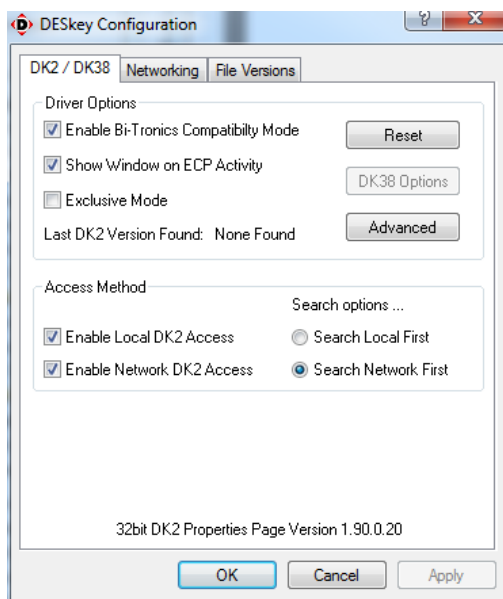 DESkey Configuration
?
DK2 / DK38
Networking
File Versions
Driver Options
Enable Bi-Tronics Compatibilty Mode
Reset
Show Window on ECP Activity
DK38 Options
Exclusive Mode
Last DK2 Version Found: None Found
Advanced
Access Method
Search options ...
Enable Local DK2 Access
Search Local First
Enable Network DK2 Access
Search Network First
32bit DK2 Properties Page Version 1.90.0.20
OK
Cancel
Apply